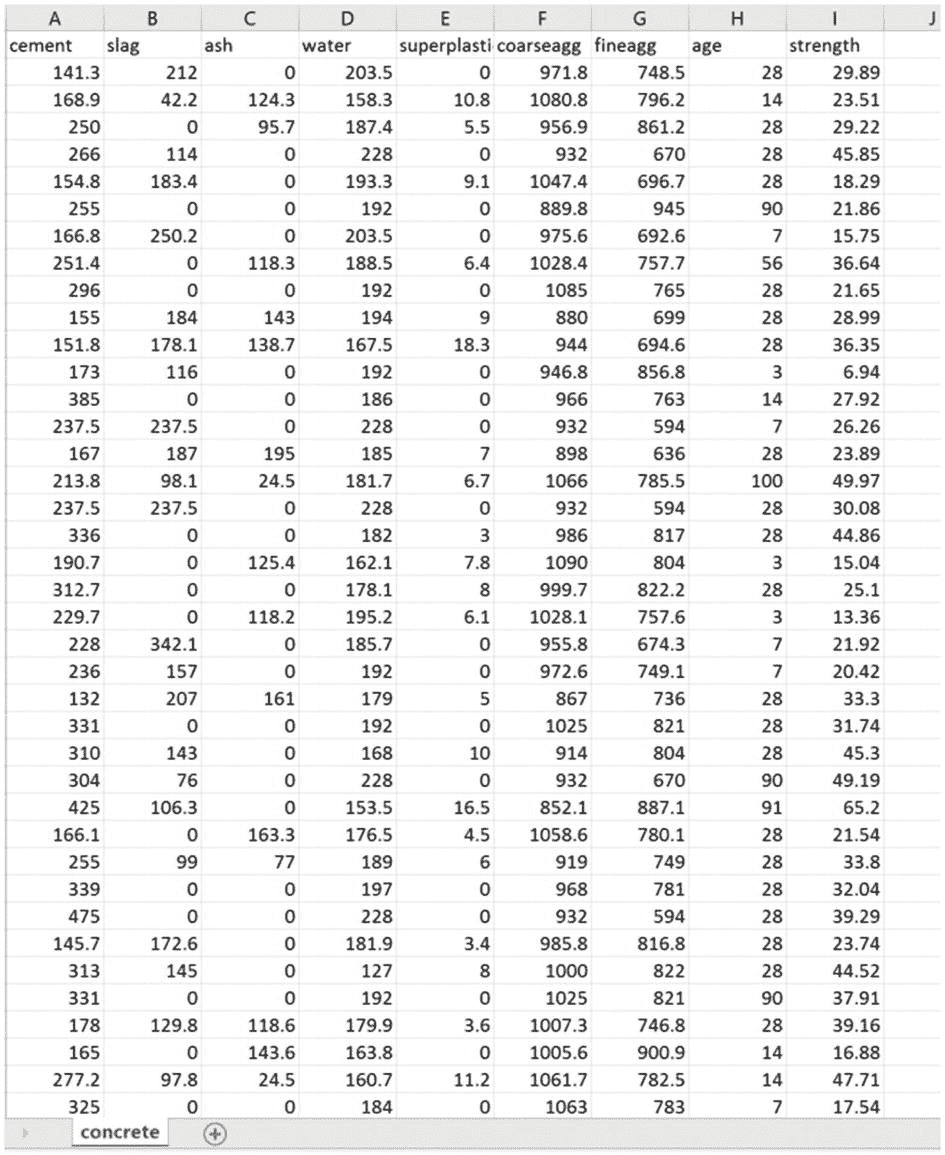 A B C D E F G H I J
cement slag ash water superplasti coarseagg fineagg age strength
141.3 212 0 203.5 0 971.8 748.5 28 29.89
168.9 42.2 124.3 158.3 10.8 1080.8 796.2 14 23.51
250 0 95.7 187.4 5.5 956.9 861.2 28 29.22
266 114 0 228 0 932 670 28 45.85
154.8 183.4 0 193.3 9.1 1047.4 696.7 28 18.29
255 0 0 192 0 889.8 945 90 21.86
166.8 250.2 0 203.5 0 975.6 692.6 7 15.75
251.4 0 118.3 188.5 6.4 1028.4 757.7 56 36.64
296 0 0 192 0 1085 765 28 21.65
155 184 143 194 9 880 699 28 28.99
151.8 178.1 138.7 167.5 18.3 944 694.6 28 36.35
173 116 0 192 0 946.8 856.8 3 6.94
385 0 0 186 0 966 763 14 27.92
237.5 237.5 0 228 0 932 594 7 26.26
167 187 195 185 7 898 636 28 23.89
213.8 98.1 24.5 181.7 6.7 1066 785.5 100 49.97
237.5 237.5 0 228 0 932 594 28 30.08
336 0 0 182 3 986 817 28 44.86
190.7 0 125.4 162.1 7.8 1090 804 3 15.04
312.7 0 0 178.1 8 999.7 822.2 28 25.1
229.7 0 118.2 195.2 6.1 1028.1 757.6 3 13.36
228 342.1 0 185.7 0 955.8 674.3 7 21.92
236 157 0 192 0 972.6 749.1 7 20.42
132 207 161 179 5 867 736 28 33.3
331 0 0 192 0 1025 821 28 31.74
310 143 0 168 10 914 804 28 45.3
304 76 0 228 0 932 670 90 49.19
425 106.3 0 153.5 16.5 852.1 887.1 91 65.2
166.1 0 163.3 176.5 4.5 1058.6 780.1 28 21.54
255 99 77 189 6 919 749 28 33.8
339 0 0 197 0 968 781 28 32.04
475 0 0 228 0 932 594 28 39.29
145.7 172.6 0 181.9 3.4 985.8 816.8 28 23.74
313 145 0 127 8 1000 822 28 44.52
331 0 0 192 0 1025 821 90 37.91
178 129.8 118.6 179.9 3.6 1007.3 746.8 28 39.16
165 0 143.6 163.8 0 1005.6 900.9 14 16.88
277.2 97.8 24.5 160.7 11.2 1061.7 782.5 14 47.71
325 0 0 184 0 1063 783 7 17.54
concrete